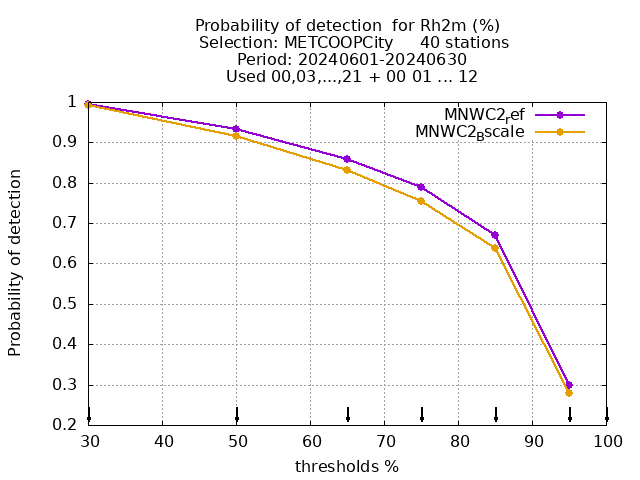 Probability of detection  for Rh2m (%)
Selection: METCOOPCity     40 stations
Period: 20240601-20240630
Used 00,03,...,21 + 00 01 ... 12
MNWC2ref
MNWC2Bscale
Probability of detection
1
0.9
0.8
0.7
0.6
0.5
0.4
0.3
0.2
30 40 50 60 70 80 90 100
thresholds %